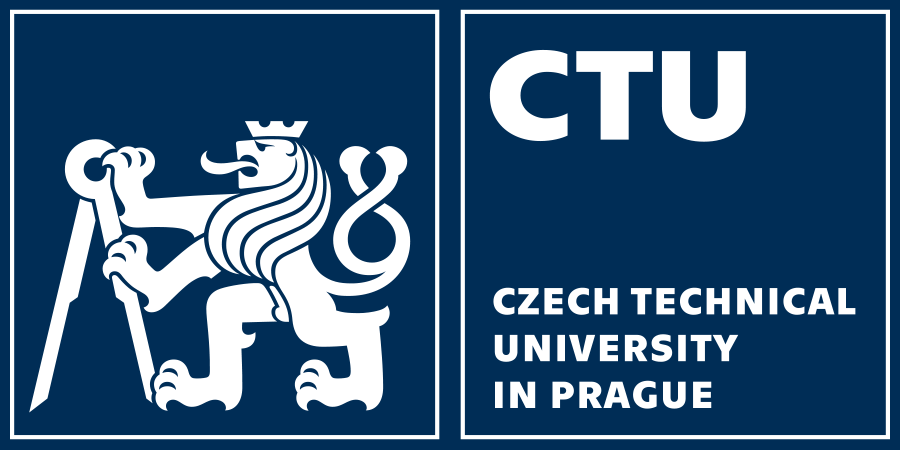 CTU
CZECH TECHNICAL
UNIVERSITY
IN PRAGUE